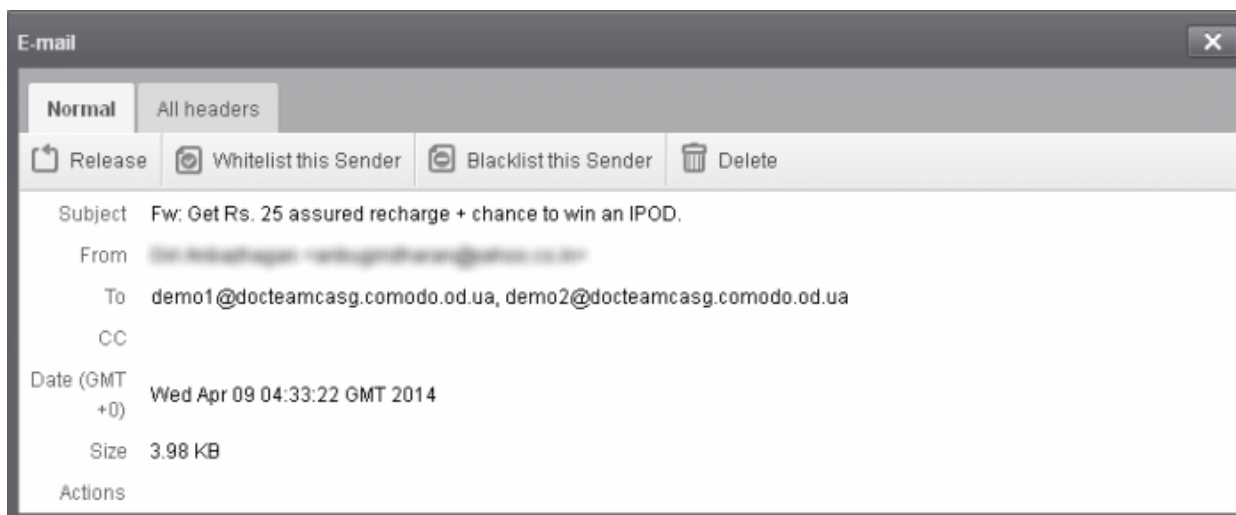 E-mail
Normal All headers
Release Whitelist this Sender Blacklist this Sender Delete
Subject Fw: Get Rs. 25 assured recharge + chance to win an IPOD.
From
To demo1@docteamcasg.comodo.od.ua, demo2@docteamcasg.comodo.od.ua
CC
Date (GMT
+0) Wed Apr 09 04:33:22 GMT 2014
Size 3.98 KB
Actions